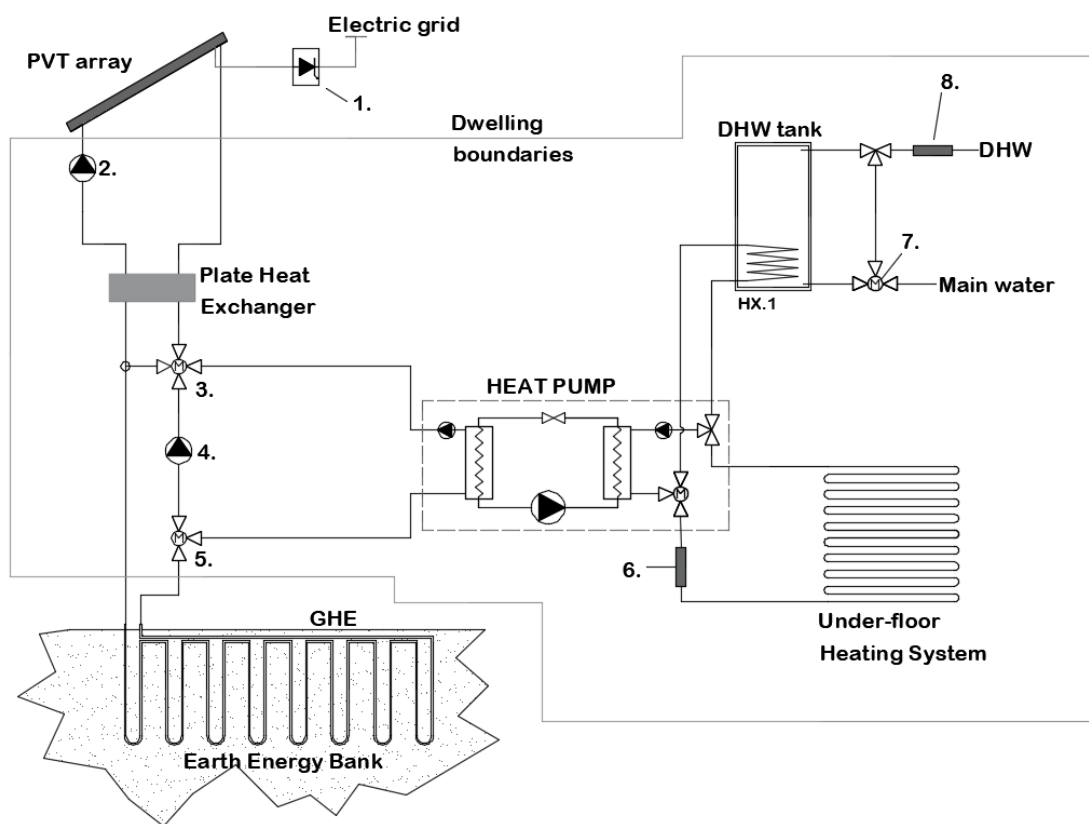 Electric grid
PVT array
1.
8.
Dwelling
boundaries
DHW tank
DHW
2.
7.
Plate Heat
Exchanger
Main water
HX.1
M
3.
HEAT PUMP
M
4.
M
5.
M
6.
GHE
Under-floor
Heating System
Earth Energy Bank